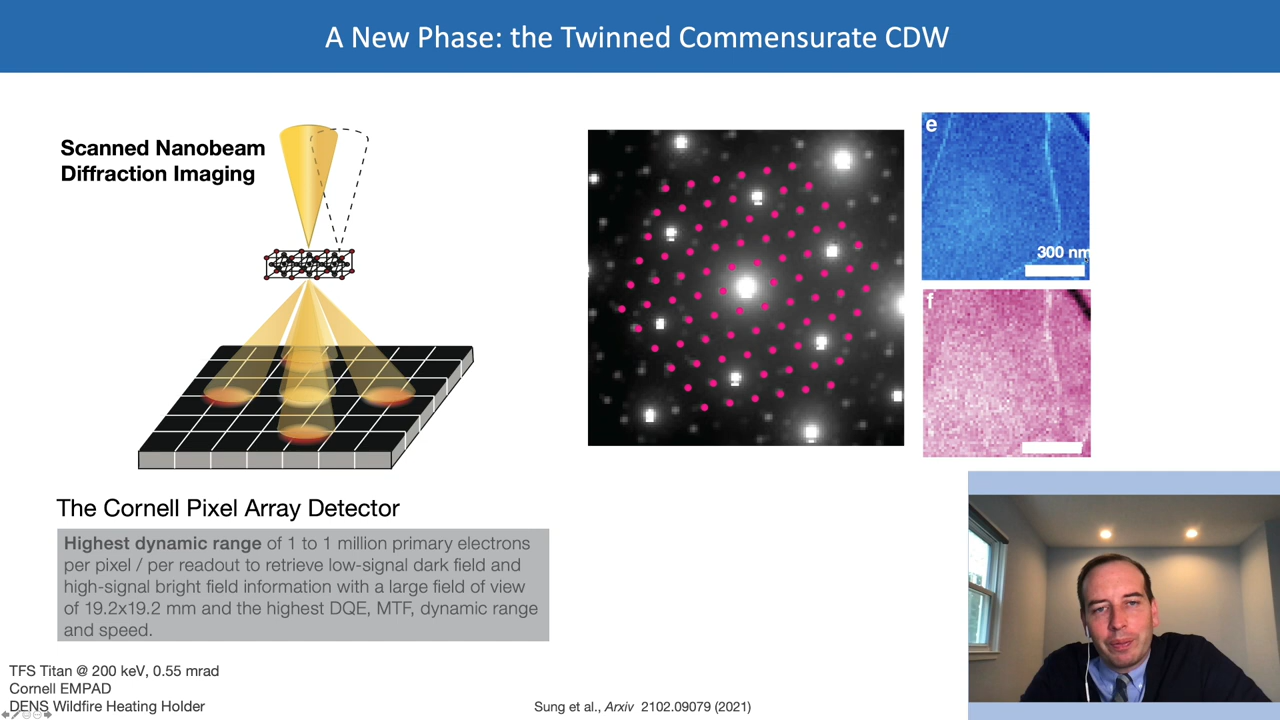 A New Phase: the Twinned Commensurate CDW
Scanned Nanobeam
Diffraction Imaging
e
300 nm
f
The Cornell Pixel Array Detector
Highest dynamic range of 1 to 1 million primary electrons
per pixel / per readout to retrieve low-signal dark field and
high-signal bright field information with a large field of view
of 19.2x19.2 mm and the highest DQE, MTF, dynamic range
and speed.
TFS Titan @ 200 keV, 0.55 mrad
Cornell EMPAD
DENS Wildfire Heating Holder
Sung et al., Arxiv 2102.09079 (2021)